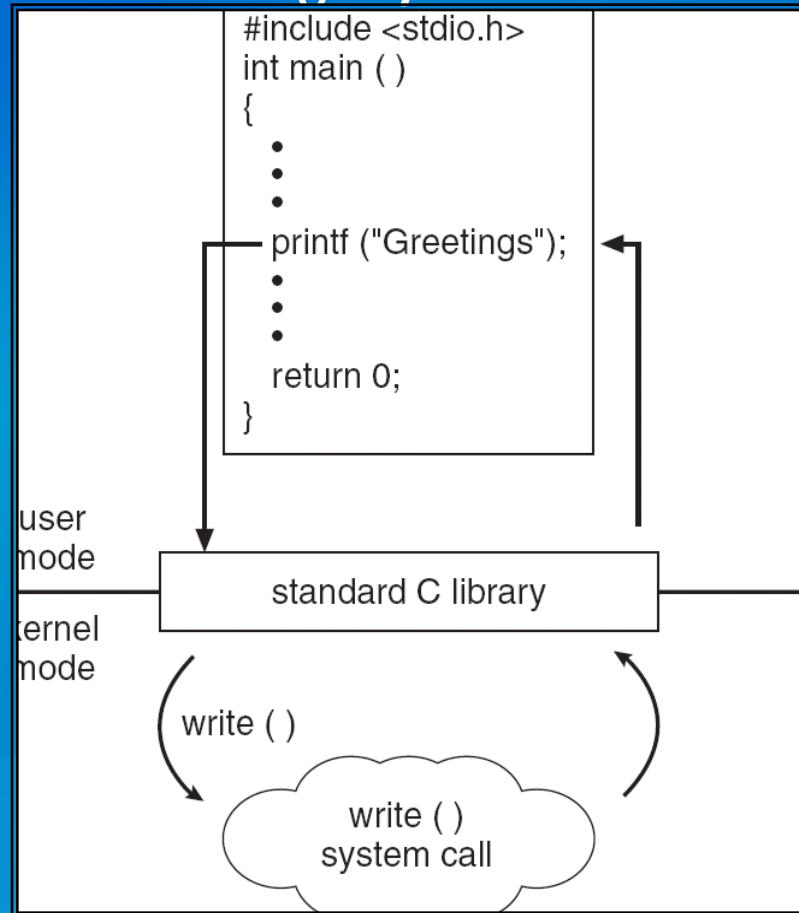 #include <stdio.h>
int main ( )
{
•
•
•
printf ("Greetings");
•
•
•
return 0;
}
user
mode
standard C library
kernel
mode
write ( )
write ( )
system call